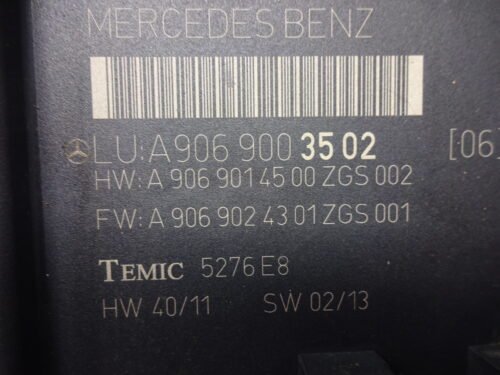 MERCEDES BENZ
LU:A 906 900 35 02 [06
HW: A 906 901 45 00 ZGS 002
FW: A 906 902 43 01 ZGS 001
TEMIC 5276 E8
HW 40/11 SW 02/13